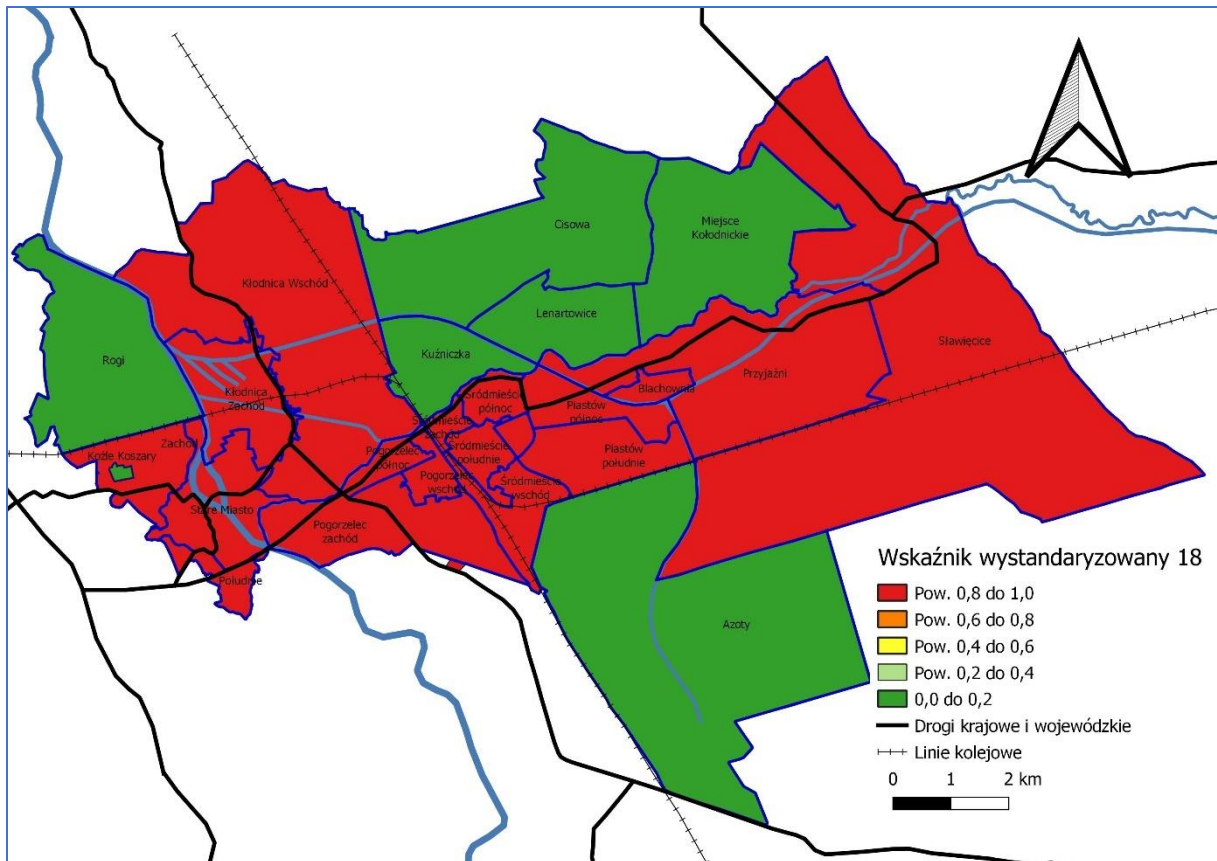 Cisowa
Miejsce
Kołodnickie
Kłodnica Wschód
Lenartowice
Sławięcice
Rogi
Kuźniczka
Przyjaźni
Blachownia
Kłodnica
Zachód
Śródmieście
północ
Piastów
północ
Śródmieście
zachód
Zachód
Koźle Koszary
Pogorzelec
północ
Śródmieście
południe
Piastów
południe
Pogorzelec
wschód
Śródmieście
wschód
Stare Miasto
Pogorzelec
zachód
Południe
Azoty
Wskaźnik wystandaryzowany 18
Pow. 0,8 do 1,0
Pow. 0,6 do 0,8
Pow. 0,4 do 0,6
Pow. 0,2 do 0,4
0,0 do 0,2
Drogi krajowe i wojewódzkie
Linie kolejowe
0 1 2 km